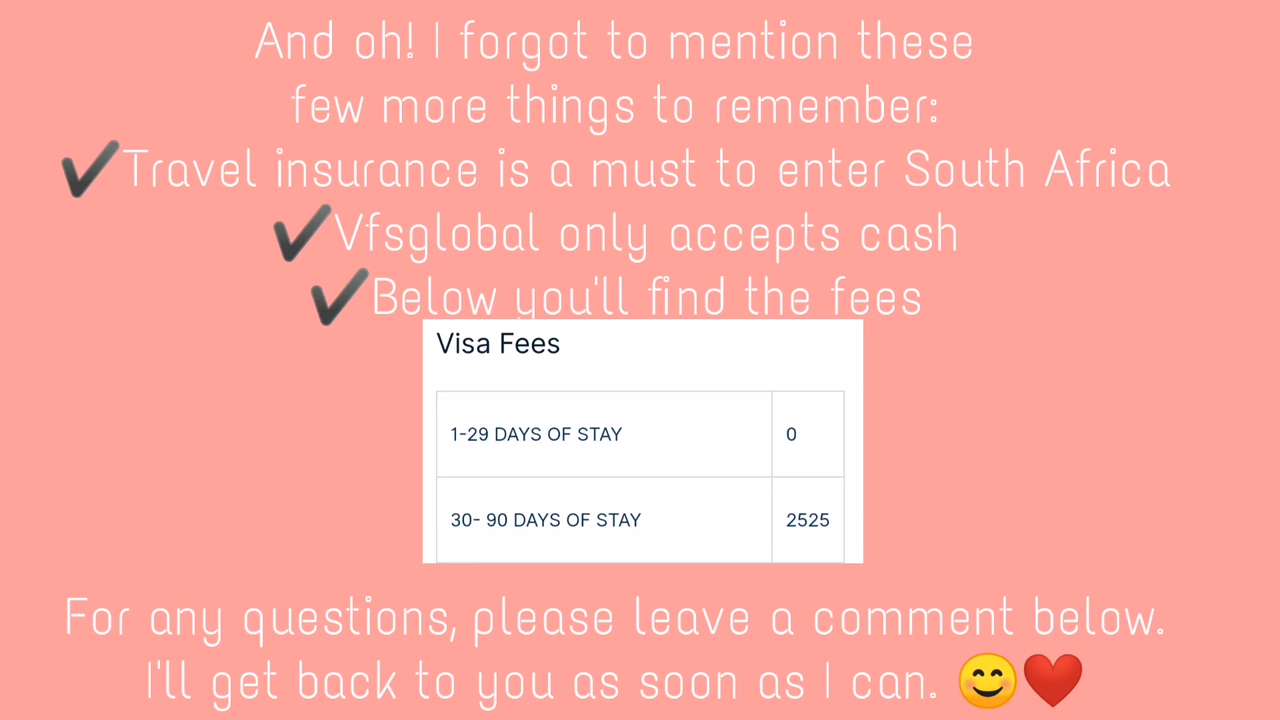 And oh! I forgot to mention these
few more things to remember:
✔Travel insurance is a must to enter South Africa
✔Vfsglobal only accepts cash
✔Below you'll find the fees
Visa Fees
1-29 DAYS OF STAY 0
30- 90 DAYS OF STAY 2525
For any questions, please leave a comment below.
I'll get back to you as soon as I can. 😊❤️